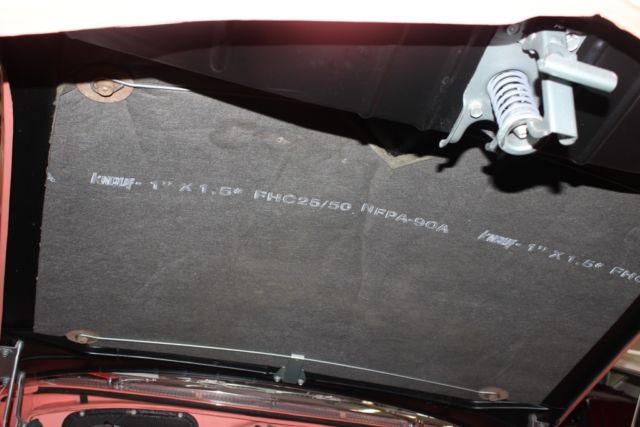 KNAUF- 1" X 1.5# FHC25/50 NFPA-90A KNAUF- 1" X 1.5# FHC